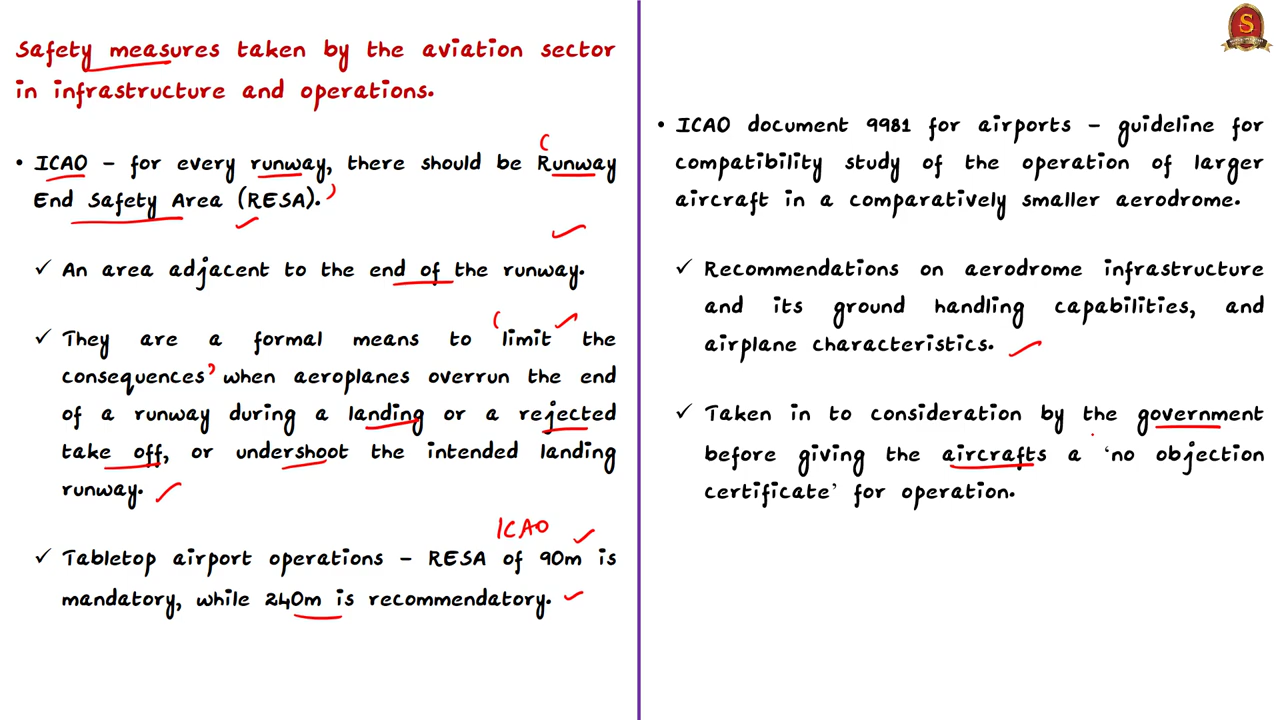 Safety measures taken by the aviation sector
in infrastructure and operations.
• ICAO – for every runway, there should be Runway
End Safety Area (RESA).
✓ An area adjacent to the end of the runway.
✓ They are a formal means to limit the
consequences when aeroplanes overrun the end
of a runway during a landing or a rejected
take off, or undershoot the intended landing
runway.
ICAO
✓ Tabletop airport operations – RESA of 90m is
mandatory, while 240m is recommendatory.
S
• ICAO document 9981 for airports – guideline for
compatibility study of the operation of larger
aircraft in a comparatively smaller aerodrome.
✓ Recommendations on aerodrome infrastructure
and its ground handling capabilities, and
airplane characteristics.
✓ Taken in to consideration by the government
before giving the aircrafts a 'no objection
certificate' for operation.